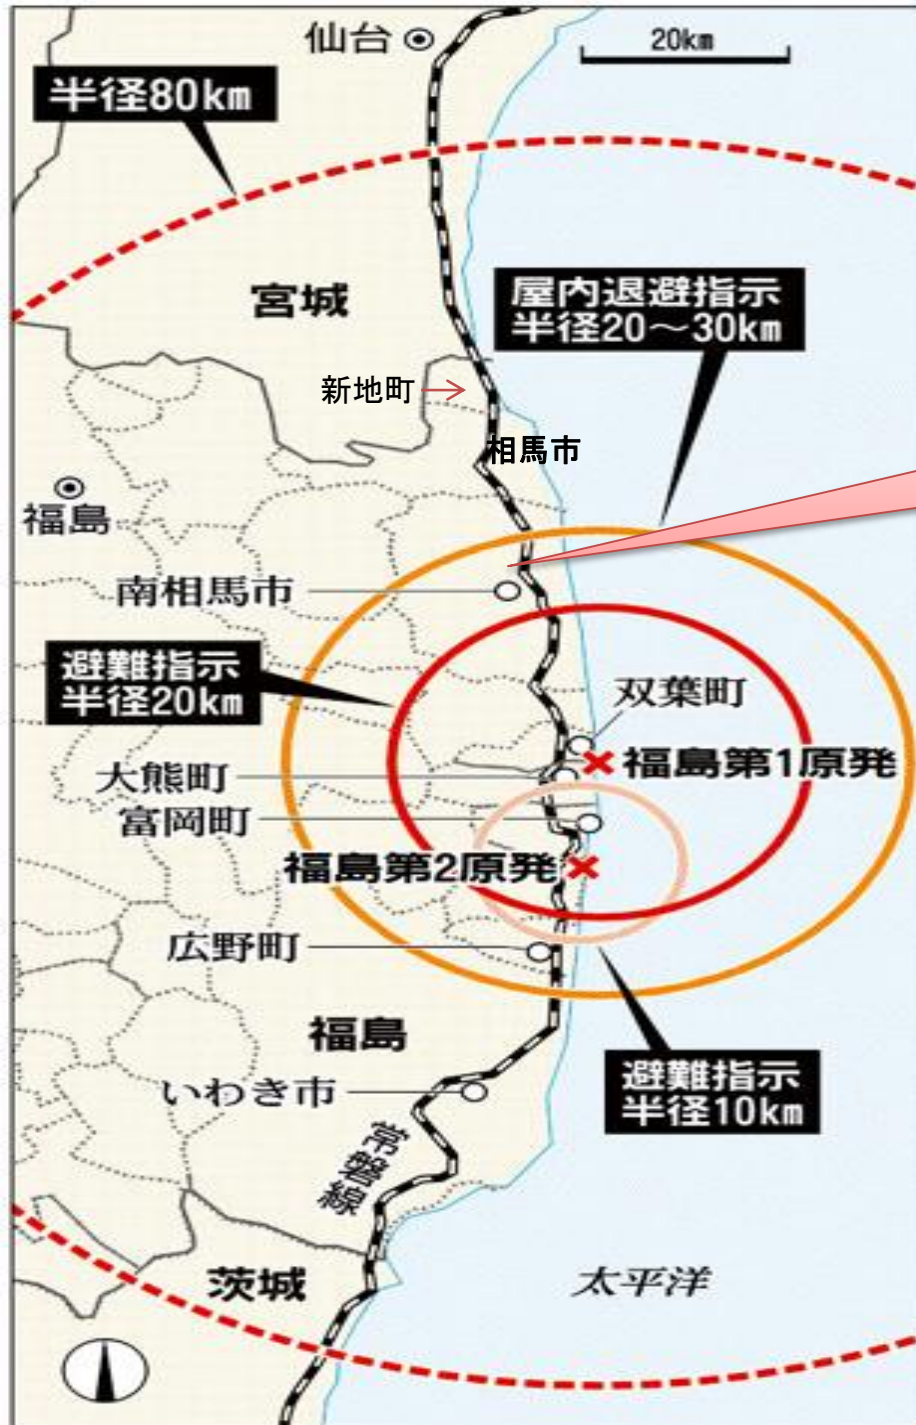 仙台
20km
半径80km
宮城
屋内退避指示
半径20～30km
新地町
相馬市
福島
南相馬市
避難指示
半径20km
双葉町
福島第1原発
大熊町
富岡町
福島第2原発
広野町
福島
避難指示
半径10km
いわき市
常磐線
茨城
太平洋